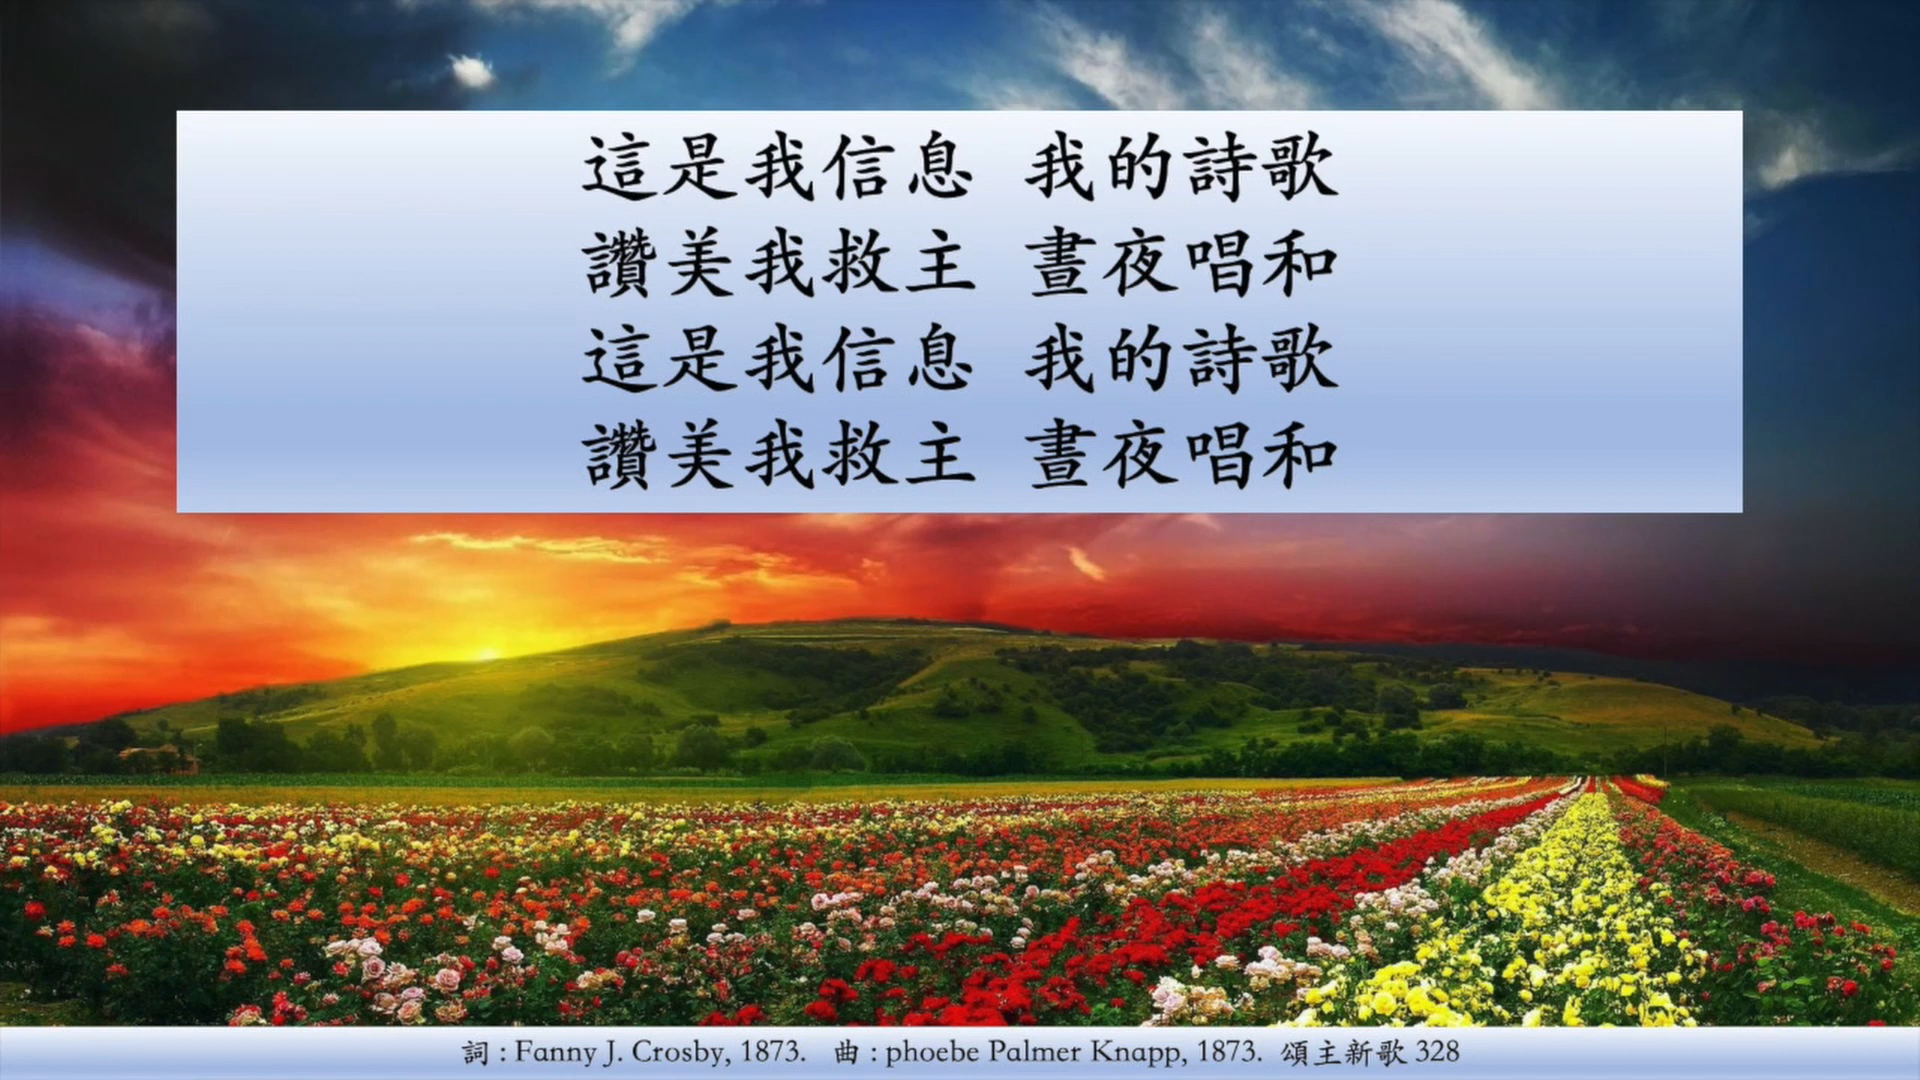 這是我信息 我的詩歌
讚美我救主 晝夜唱和
這是我信息 我的詩歌
讚美我救主 晝夜唱和
詞 : Fanny J. Crosby, 1873. 曲 : phoebe Palmer Knapp, 1873. 頌主新歌 328